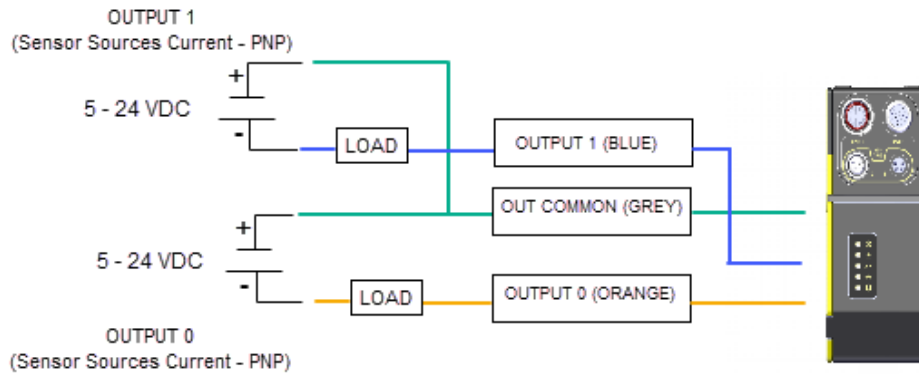 OUTPUT 1
(Sensor Sources Current - PNP)
+
5 - 24 VDC
-
LOAD
OUTPUT 1 (BLUE)
OUT COMMON (GREY)
+
5 - 24 VDC
-
LOAD
OUTPUT 0 (ORANGE)
OUTPUT 0
(Sensor Sources Current - PNP)